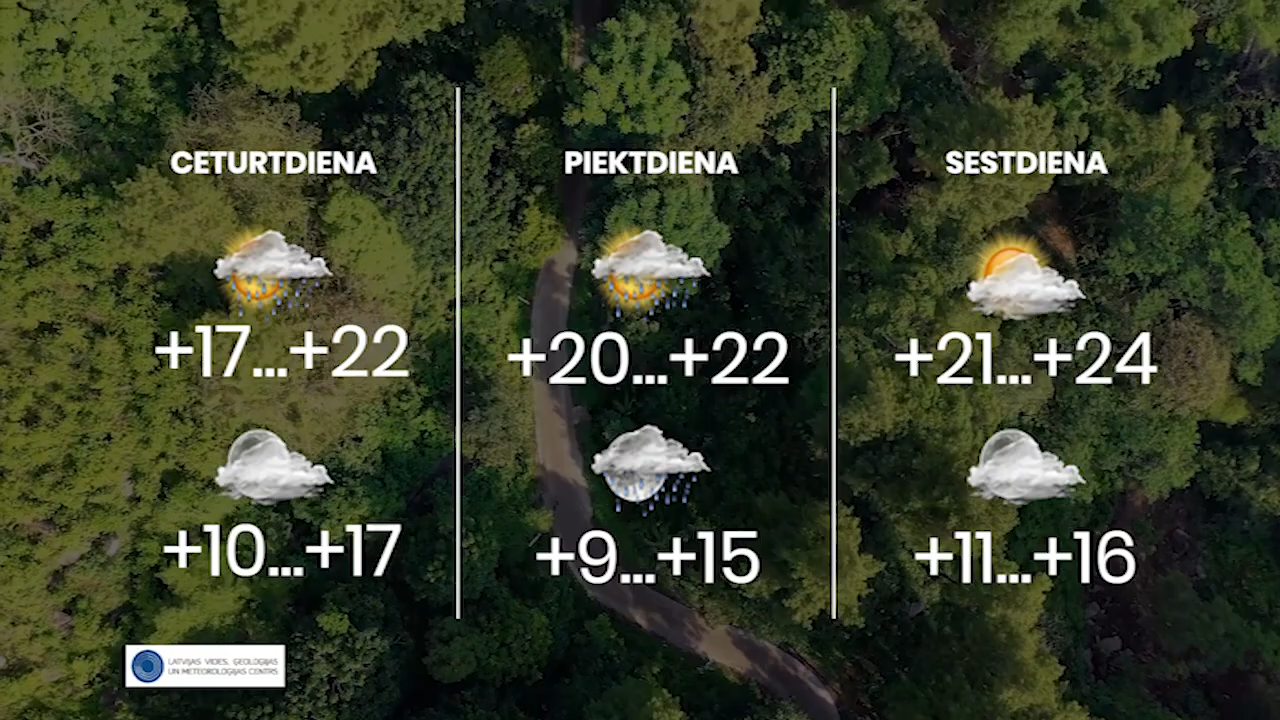 CETURTDIENA
+17...+22
+10...+17
PIEKTDIENA
+20...+22
+9...+15
SESTDIENA
+21...+24
+11...+16
LATVIJAS VIDES, ĢEOLOĢIJAS
UN METEOROLOĢIJAS CENTRS